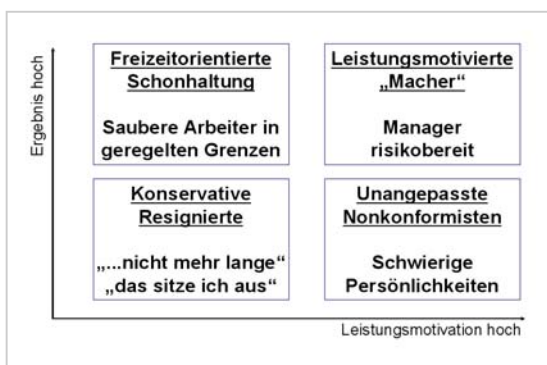 Ergebnis hoch
Freizeitorientierte
Schonhaltung
Saubere Arbeiter in
geregelten Grenzen
Leistungsmotivierte
„Macher“
Manager
risikobereit
Konservative
Resignierte
„...nicht mehr lange“
„das sitze ich aus“
Unangepasste
Nonkonformisten
Schwierige
Persönlichkeiten
Leistungsmotivation hoch